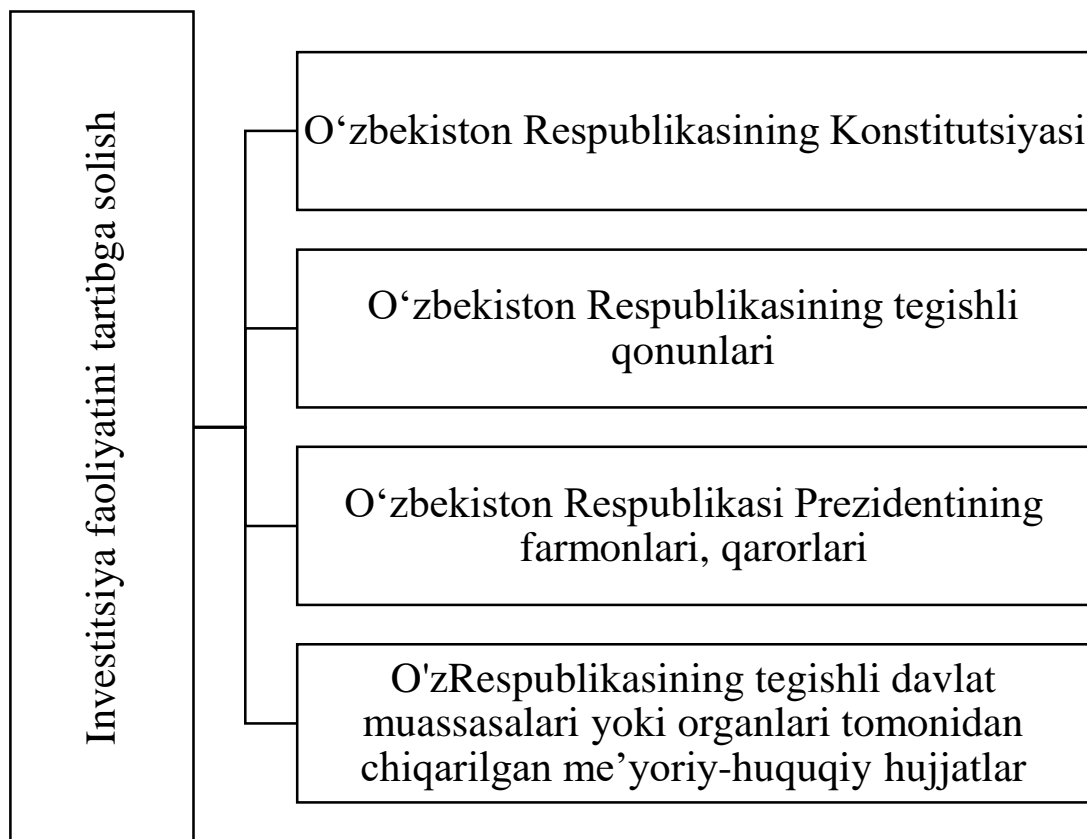 Investitsiya faoliyatini tartibga solish
O‘zbekiston Respublikasining Konstitutsiyasi
O‘zbekiston Respublikasining tegishli
qonunlari
O‘zbekiston Respublikasi Prezidentining
farmonlari, qarorlari
O'zRespublikasining tegishli davlat
muassasalari yoki organlari tomonidan
chiqarilgan me’yoriy-huquqiy hujjatlar